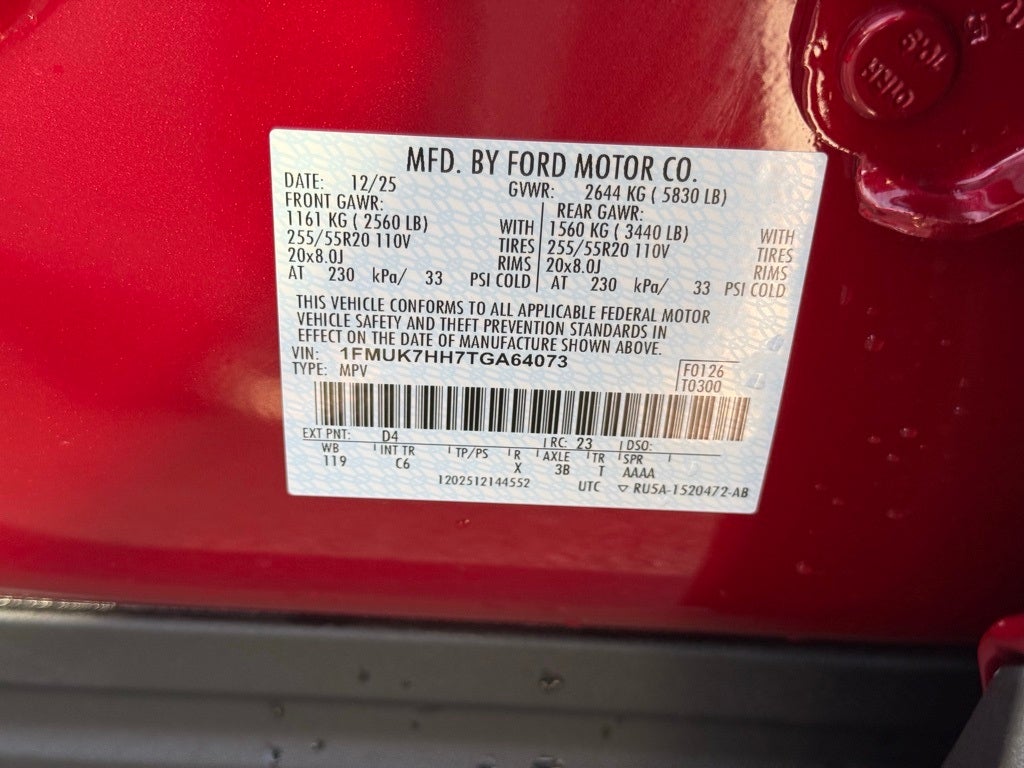 MFD. BY FORD MOTOR CO.
DATE: 12/25 GVWR: 2644 KG ( 5830 LB)
FRONT GAWR: REAR GAWR:
1161 KG ( 2560 LB) WITH 1560 KG ( 3440 LB) WITH
255/55R20 110V TIRES 255/55R20 110V TIRES
20x8.0J RIMS 20x8.0J RIMS
AT 230 kPa/ 33 PSI COLD AT 230 kPa/ 33 PSI COLD
THIS VEHICLE CONFORMS TO ALL APPLICABLE FEDERAL MOTOR
VEHICLE SAFETY AND THEFT PREVENTION STANDARDS IN
EFFECT ON THE DATE OF MANUFACTURE SHOWN ABOVE.
VIN: 1FMUK7HH7TGA64073
TYPE: MPV F0126
T0300
EXT PNT: D4 RC: 23 DSO:
WB INT TR TP/PS R AXLE TR SPR
119 C6 X 3B T AAAA
1202512144552 UTC ▽ RU5A-1520472-AB